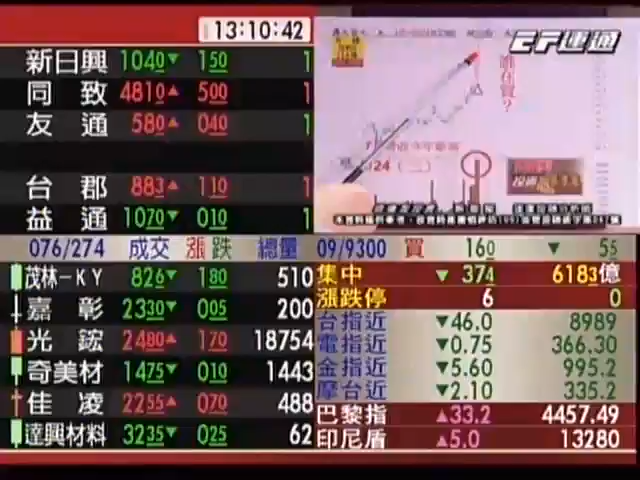 13:10:42
新日興 1040▼ 150 1
同致 4810▲ 500 1
友通 580▲ 040 1
台郡 883▲ 110 1
益通 1070▼ 010 1
EF重通
誰在買?
24(二)
076/274 成交 漲跌 總量
茂林-KY 826▼ 180 510
嘉彰 2330▼ 005 200
光鋐 2480▲ 170 18754
奇美材 1475▼ 010 1443
佳凌 2255▲ 070 488
達興材料 3235▼ 025 62
09/9300 買 160 ▼ 55
集中 ▼ 374 6183億
漲跌停 6 0
台指近 ▼46.0 8989
電指近 ▼0.75 366.30
金指近 ▼5.60 995.2
摩台近 ▼2.10 335.2
巴黎指 ▲33.2 4457.49
印尼盾 ▲5.0 13280